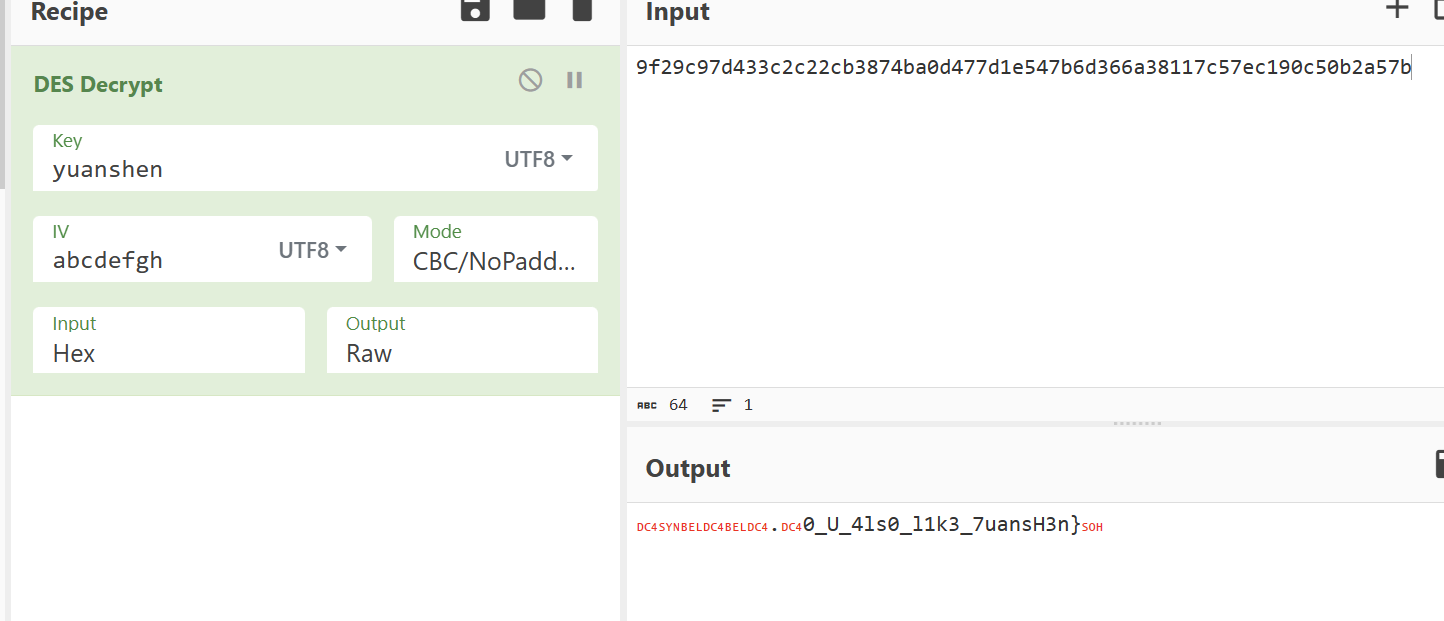 Recipe
DES Decrypt
Key
yuanshen
UTF8
IV
abcdefgh
UTF8
Mode
CBC/NoPadd...
Input
Hex
Output
Raw
Input
9f29c97d433c2c22cb3874ba0d477d1e547b6d366a38117c57ec190c50b2a57b
ABC 64 1
Output
DC4SYNBELDC4BELDC4.DC40_U_4ls0_l1k3_7uansH3n}SOH